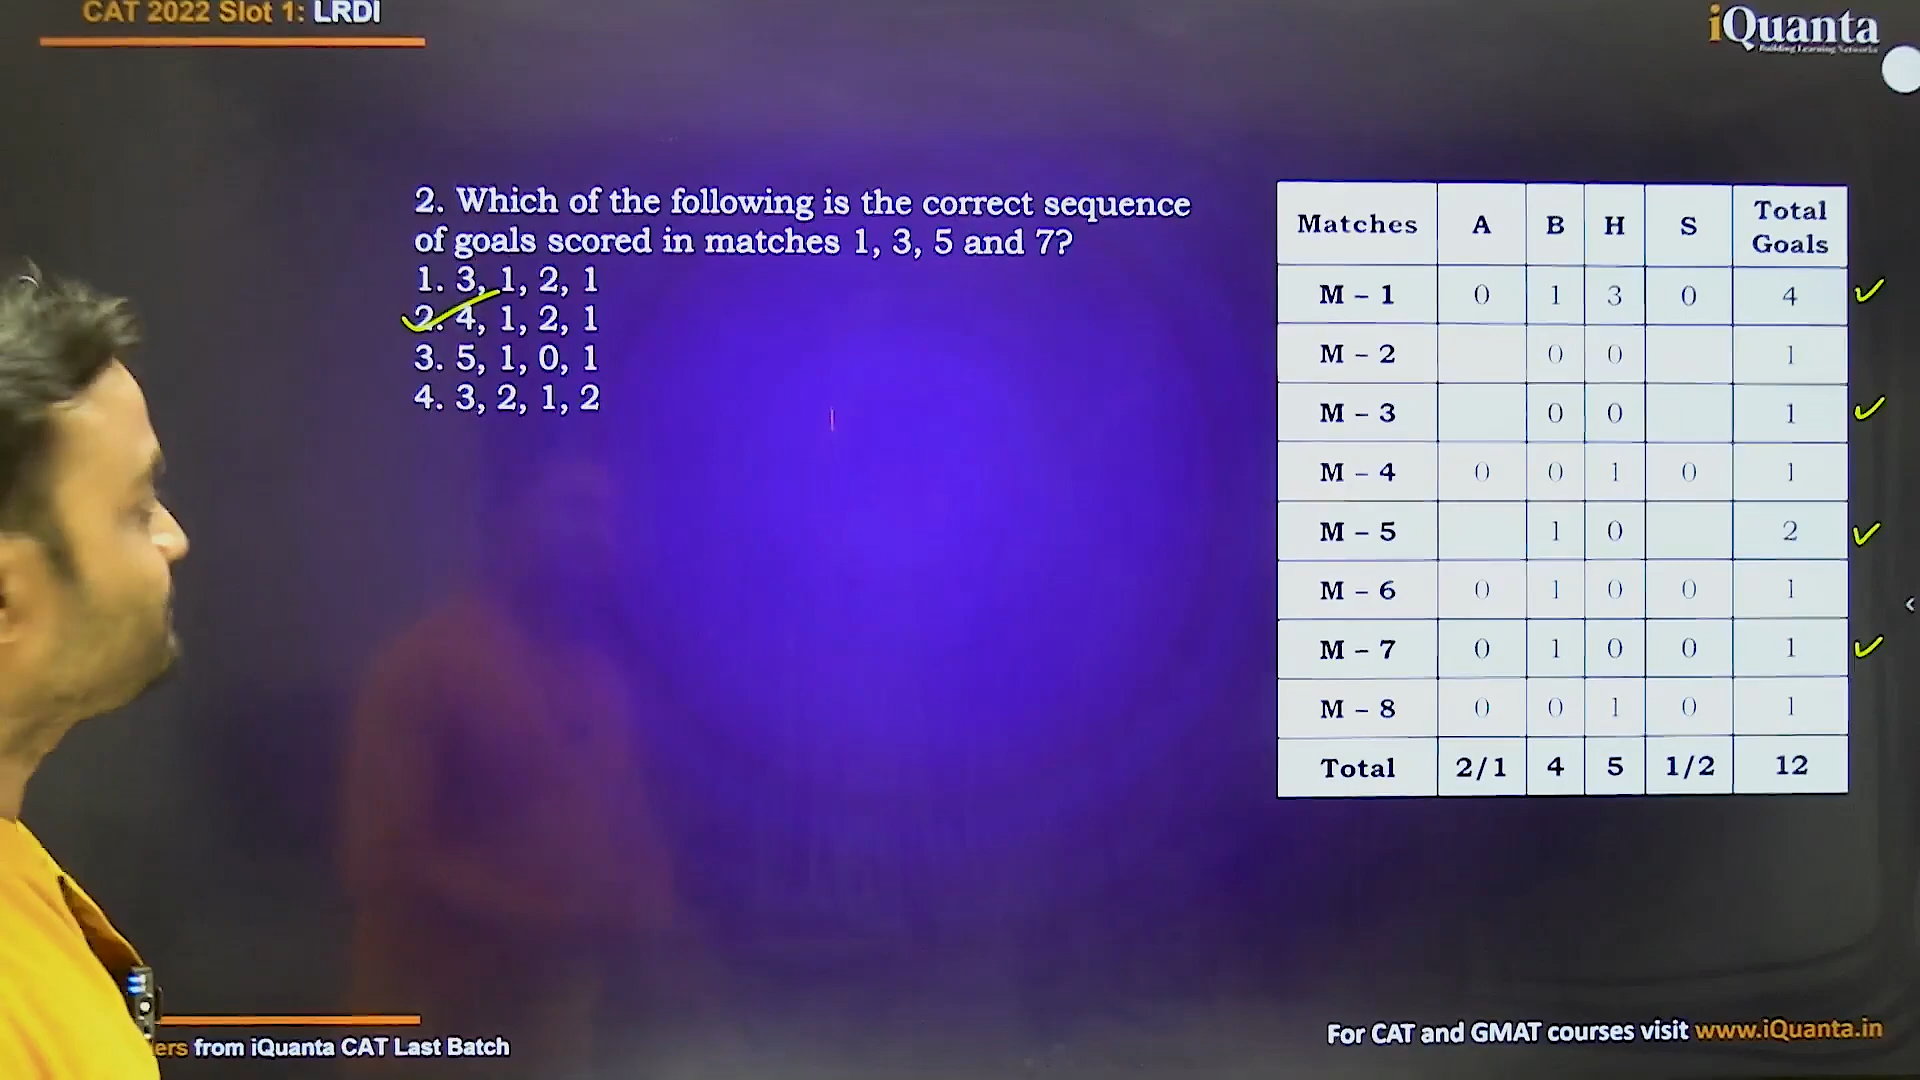 CAT 2022 Slot 1: LRDI
iQuanta
Building Learning Networks
2. Which of the following is the correct sequence
of goals scored in matches 1, 3, 5 and 7?
1. 3, 1, 2, 1
2. 4, 1, 2, 1
3. 5, 1, 0, 1
4. 3, 2, 1, 2
Matches A B H S Total Goals
M - 1 0 1 3 0 4
M - 2 0 0 1
M - 3 0 0 1
M - 4 0 0 1 0 1
M - 5 1 0 2
M - 6 0 1 0 0 1
M - 7 0 1 0 0 1
M - 8 0 0 1 0 1
Total 2/1 4 5 1/2 12
ers from iQuanta CAT Last Batch
For CAT and GMAT courses visit www.iQuanta.in